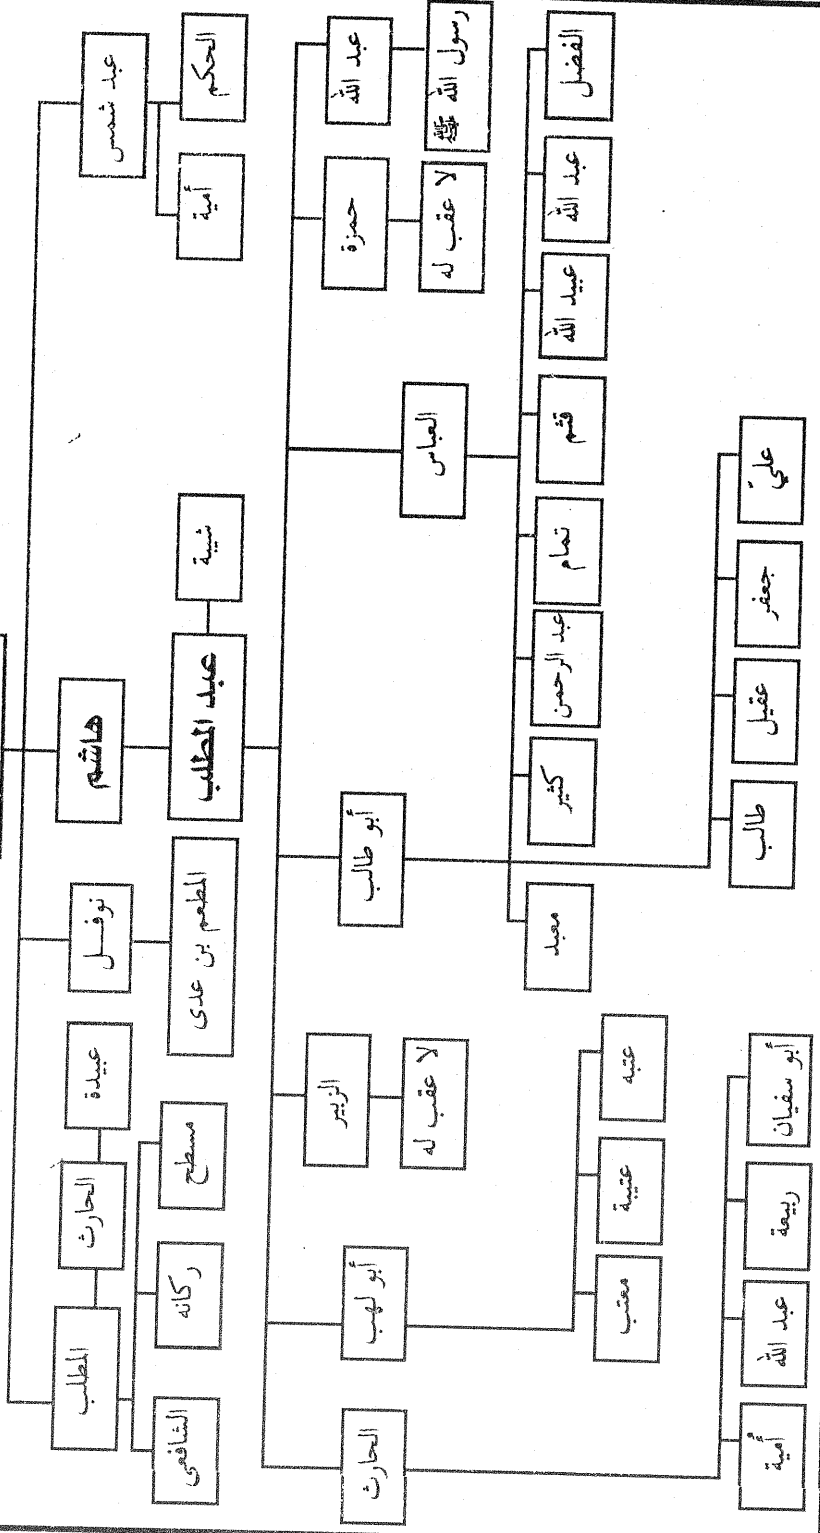 عبد شمس
هاشم
نوفل
المطلب
الحكم
أمية
شيبة
عبد المطلب
المطعم بن عدى
عبيدة
الحارث
مسطح
ركانه
الشافعى
عبد الله
حمزة
العباس
أبو طالب
الزبير
أبو لهب
الحارث
رسول الله ﷺ
لا عقب له
لا عقب له
الفضل
عبد الله
عبيد الله
قثم
تمام
عبد الرحمن
كثير
معبد
عليّ
جعفر
عقيل
طالب
عتبه
عتيبة
معتب
أبو سفيان
ربيعة
عبد الله
أمية